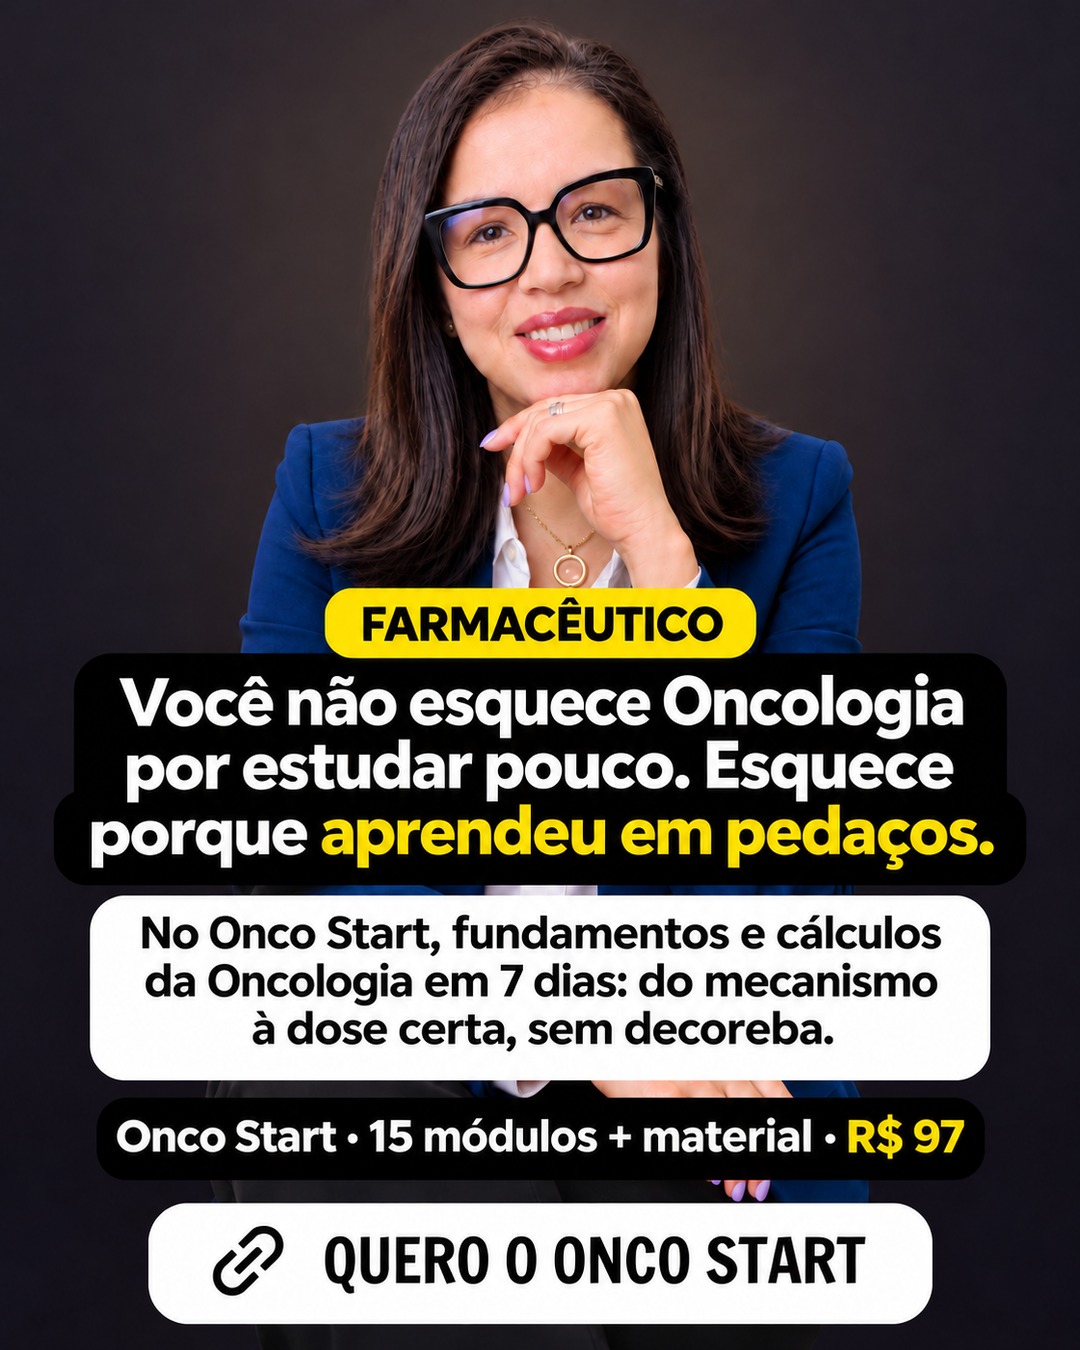 FARMACÊUTICO
Você não esquece Oncologia
por estudar pouco. Esquece
porque aprendeu em pedaços.
No Onco Start, fundamentos e cálculos
da Oncologia em 7 dias: do mecanismo
à dose certa, sem decoreba.
Onco Start • 15 módulos + material • R$ 97
QUERO O ONCO START